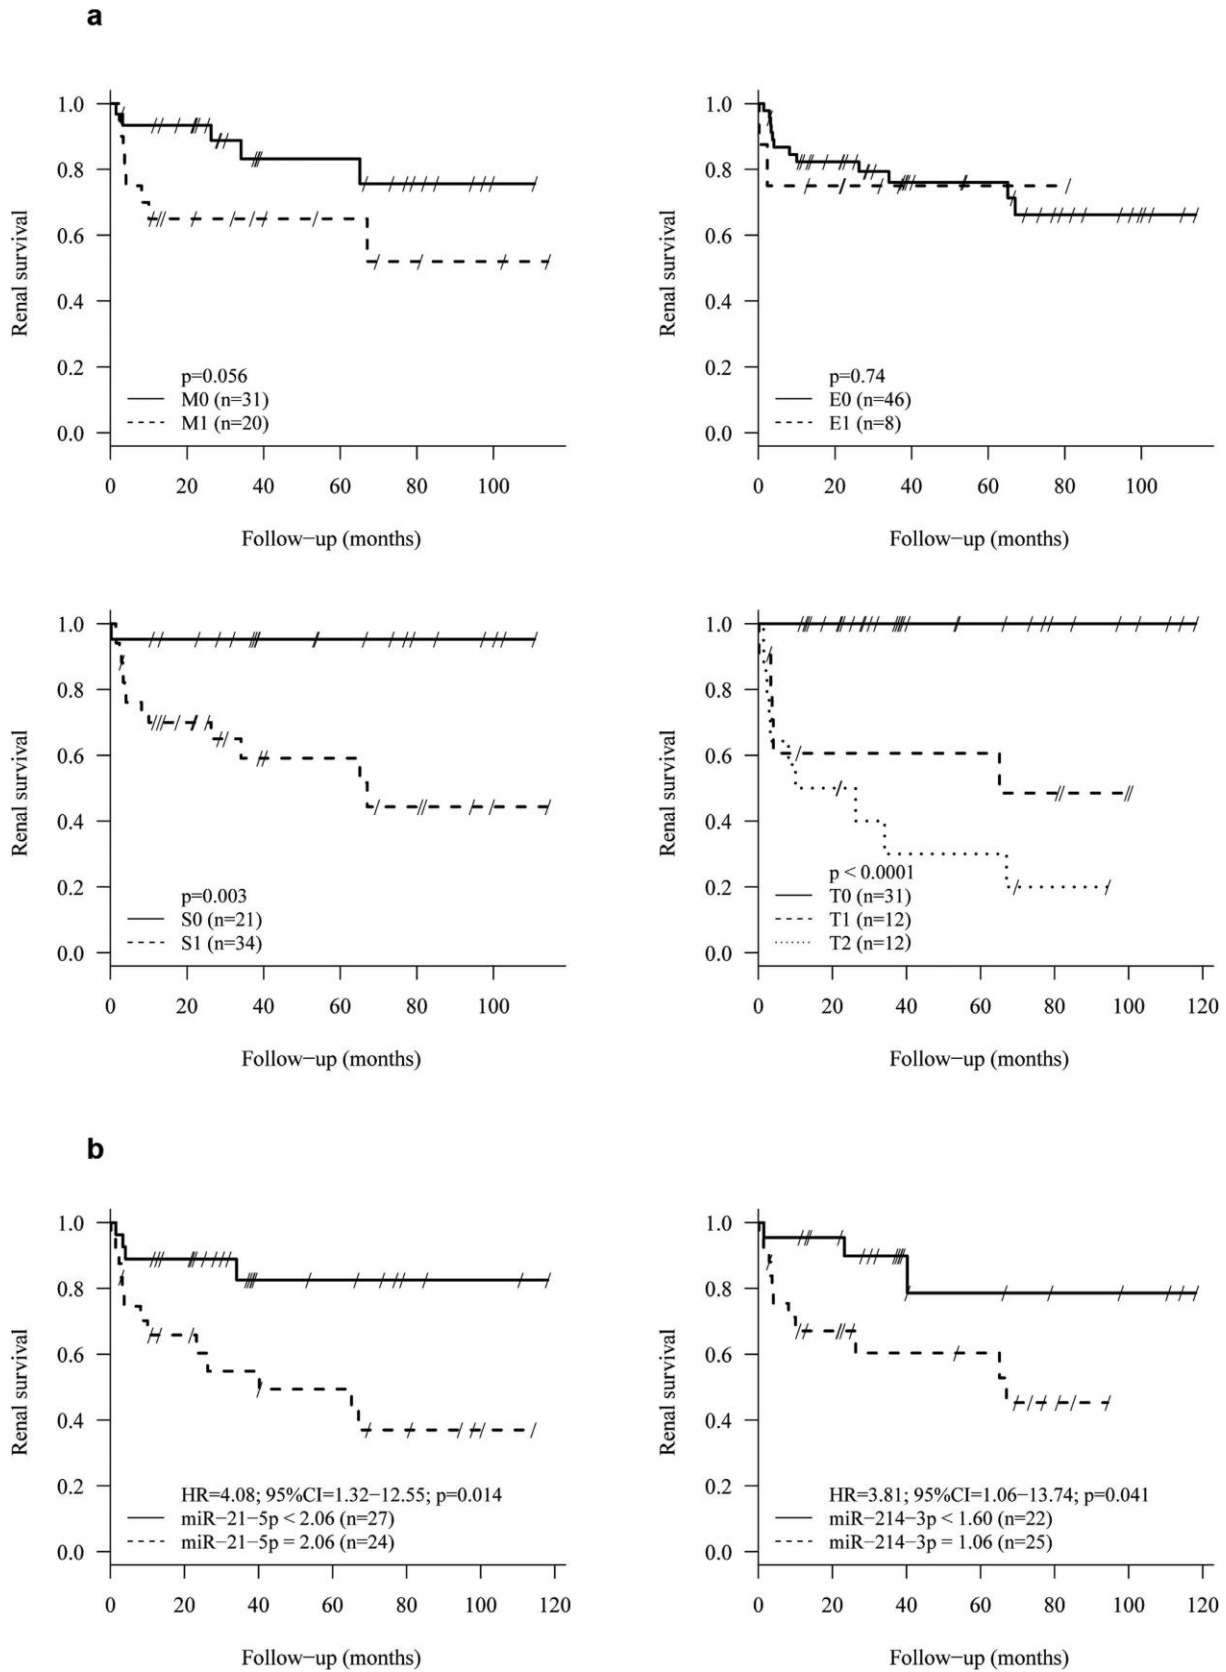 a
1.0
0.8
0.6
0.4
0.2
0.0
Renal survival
p=0.056
M0 (n=31)
M1 (n=20)
0 20 40 60 80 100
Follow−up (months)
1.0
0.8
0.6
0.4
0.2
0.0
Renal survival
p=0.74
E0 (n=46)
E1 (n=8)
0 20 40 60 80 100
Follow−up (months)
1.0
0.8
0.6
0.4
0.2
0.0
Renal survival
p=0.003
S0 (n=21)
S1 (n=34)
0 20 40 60 80 100
Follow−up (months)
1.0
0.8
0.6
0.4
0.2
0.0
Renal survival
p < 0.0001
T0 (n=31)
T1 (n=12)
T2 (n=12)
0 20 40 60 80 100 120
Follow−up (months)
b
1.0
0.8
0.6
0.4
0.2
0.0
Renal survival
HR=4.08; 95%CI=1.32−12.55; p=0.014
miR−21−5p < 2.06 (n=27)
miR−21−5p = 2.06 (n=24)
0 20 40 60 80 100 120
Follow−up (months)
1.0
0.8
0.6
0.4
0.2
0.0
Renal survival
HR=3.81; 95%CI=1.06−13.74; p=0.041
miR−214−3p < 1.60 (n=22)
miR−214−3p = 1.06 (n=25)
0 20 40 60 80 100 120
Follow−up (months)